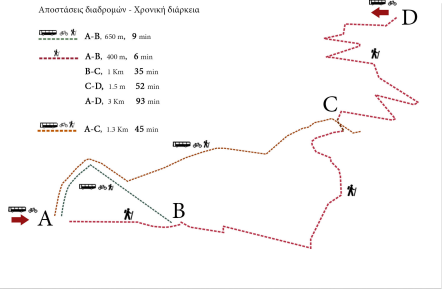 Αποστάσεις διαδρομών - Χρονική διάρκεια
A-B, 650 m, 9 min
A-B, 400 m, 6 min
B-C, 1 Km 35 min
C-D, 1.5 m 52 min
A-D, 3 Km 93 min
A-C, 1.3 Km 45 min
D
C
B
A